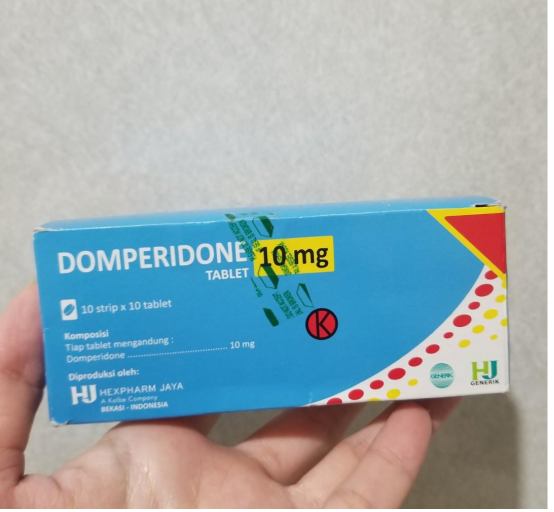 DOMPERIDONE 10 mg
TABLET
10 strip x 10 tablet
Komposisi
Tiap tablet mengandung :
Domperidone ................................ 10 mg
Diproduksi oleh:
HJ HEXPHARM JAYA
A Kalbe Company
BEKASI - INDONESIA
K
GENERIK
HJ
GENERIK